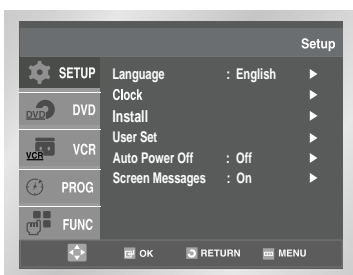 Setup
SETUP
DVD DVD
VCR VCR
PROG
FUNC
Language : English ►
Clock ►
Install ►
User Set ►
Auto Power Off : Off ►
Screen Messages : On ►
OK RETURN MENU